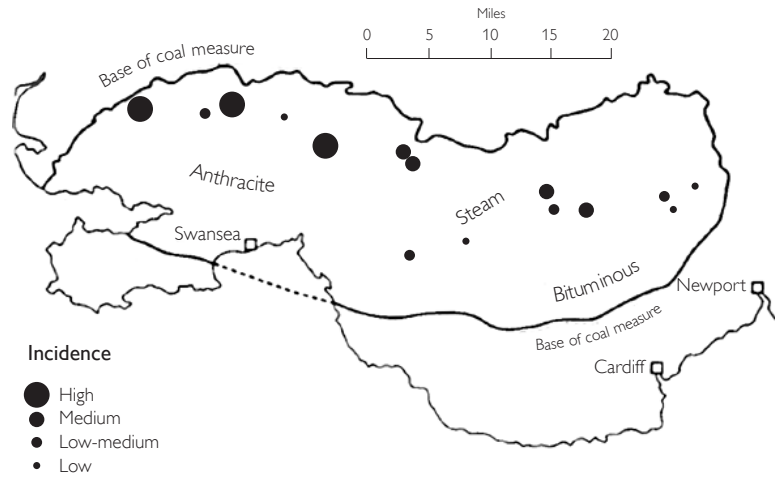 Miles
0 5 10 15 20
Base of coal measure
Anthracite
Steam
Swansea
Bituminous
Newport
Base of coal measure
Cardiff
Incidence
High
Medium
Low-medium
Low